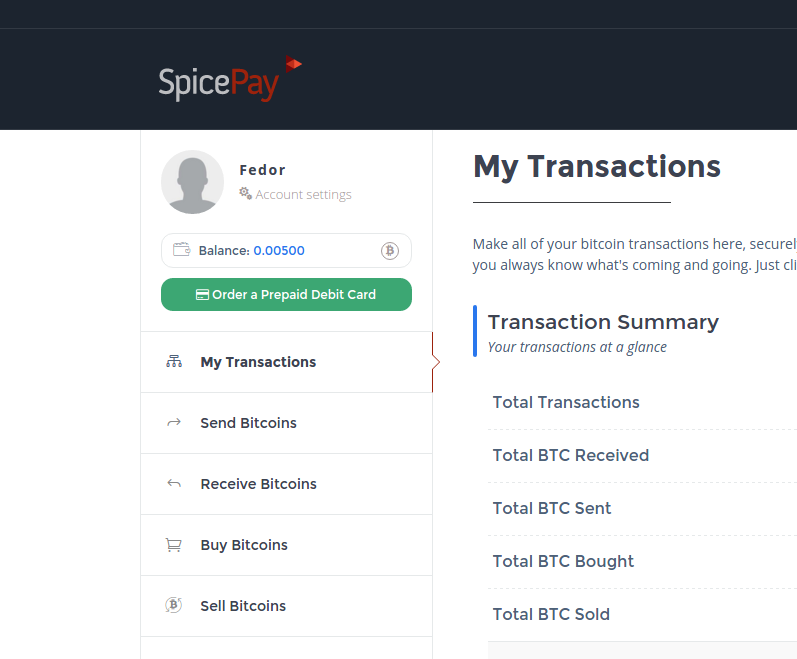 SpicePay
Fedor
Account settings
Balance: 0.00500
Order a Prepaid Debit Card
My Transactions
Send Bitcoins
Receive Bitcoins
Buy Bitcoins
Sell Bitcoins
My Transactions
Make all of your bitcoin transactions here, securel
you always know what's coming and going. Just cli
Transaction Summary
Your transactions at a glance
Total Transactions
Total BTC Received
Total BTC Sent
Total BTC Bought
Total BTC Sold